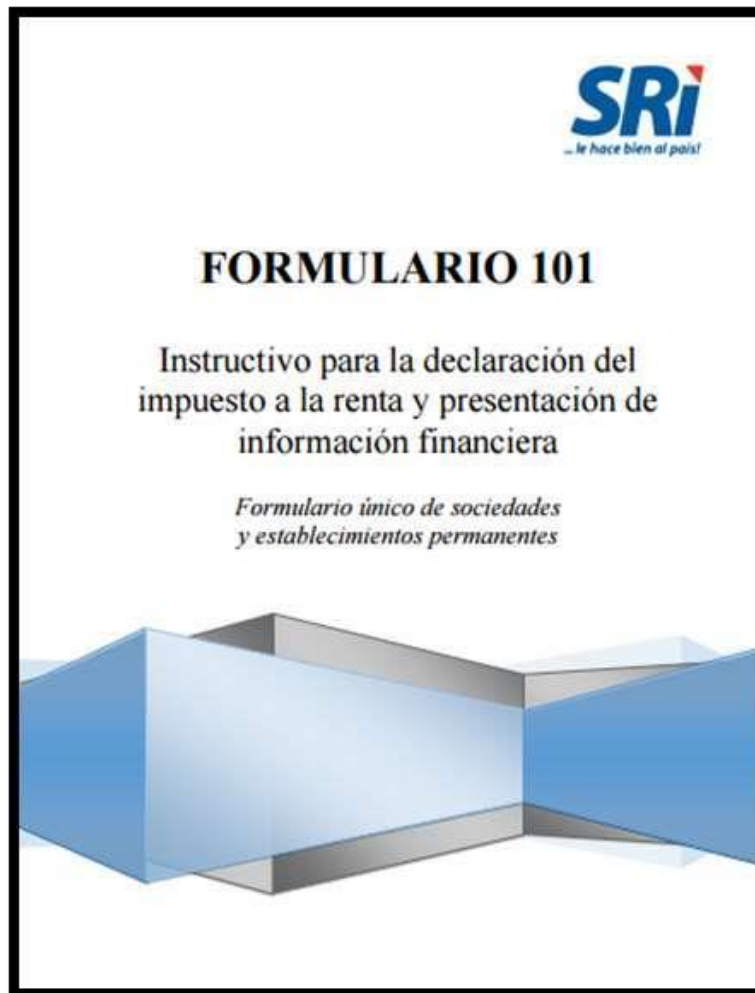 SRi
... le hace bien al país!
FORMULARIO 101
Instructivo para la declaración del
impuesto a la renta y presentación de
información financiera
Formulario único de sociedades
y establecimientos permanentes